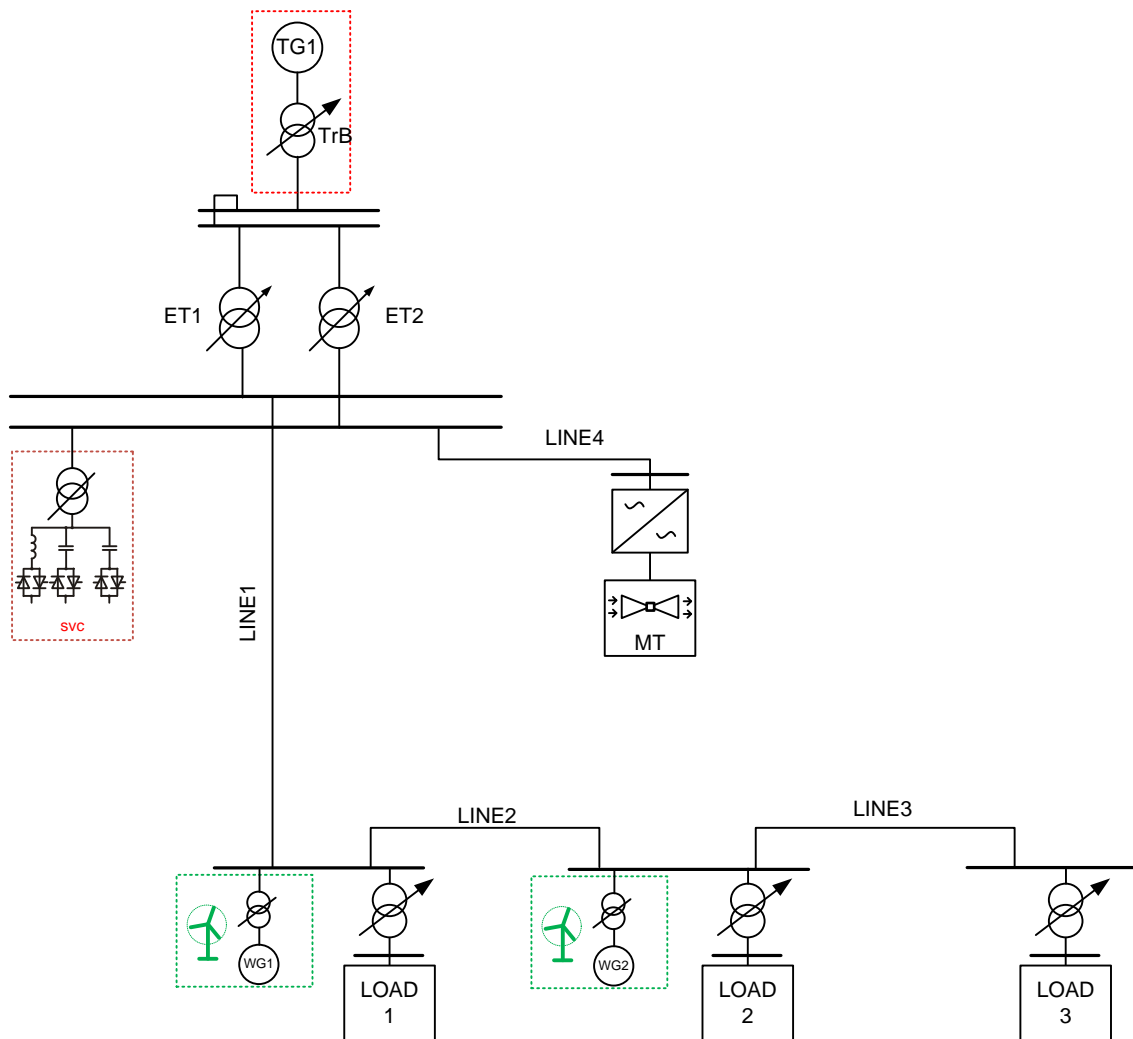 TG1
TrB
ET1
ET2
LINE4
LINE1
svc
MT
LINE2
LINE3
WG1
LOAD
1
WG2
LOAD
2
LOAD
3